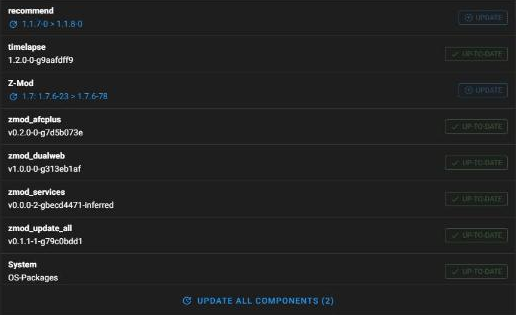 recommend
1.1.7-0 > 1.1.8-0
UPDATE
timelapse
1.2.0-0-g9aafdff9
UP-TO-DATE
Z-Mod
1.7: 1.7.6-23 > 1.7.6-78
UPDATE
zmod_afcplus
v0.2.0-0-g7d5b073e
UP-TO-DATE
zmod_dualweb
v1.0.0-0-g313eb1af
UP-TO-DATE
zmod_services
v0.0.0-2-gbecd4471-inferred
UP-TO-DATE
zmod_update_all
v0.1.1-1-g79c0bdd1
UP-TO-DATE
System
OS-Packages
UP-TO-DATE
UPDATE ALL COMPONENTS (2)